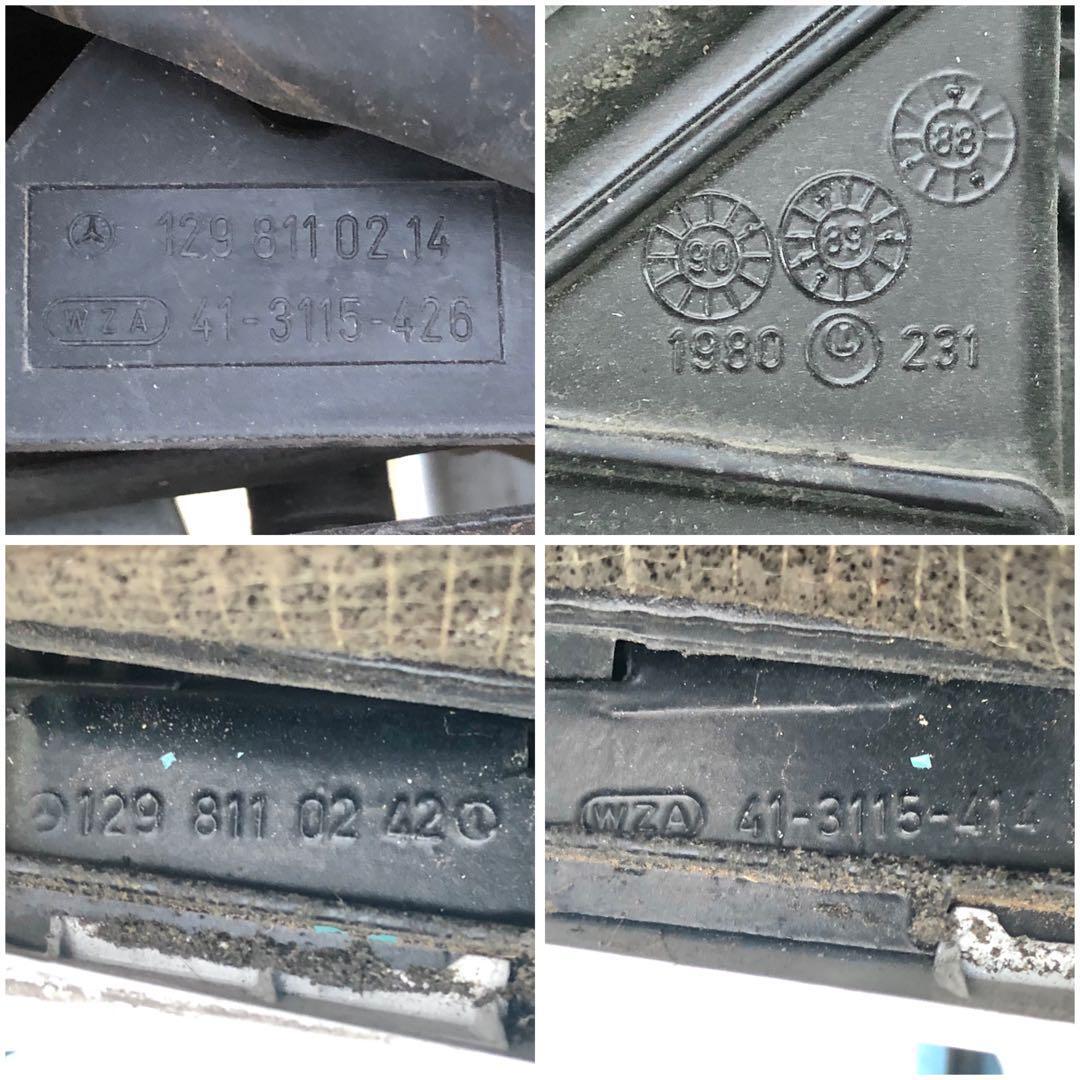 129 811 02 14
WZA 41-3115-426
88
90 89
1980 231
129 811 02 42 L
WZA 41-3115-414